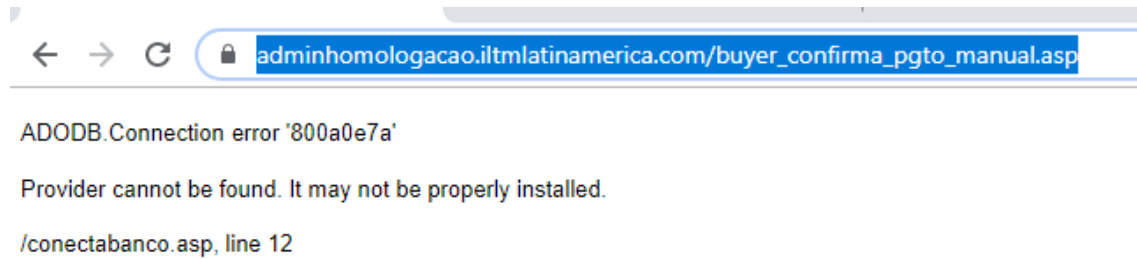 adminhomologacao.iltmlatinamerica.com/buyer_confirma_pgto_manual.asp
ADODB.Connection error '800a0e7a'
Provider cannot be found. It may not be properly installed.
/conectabanco.asp, line 12